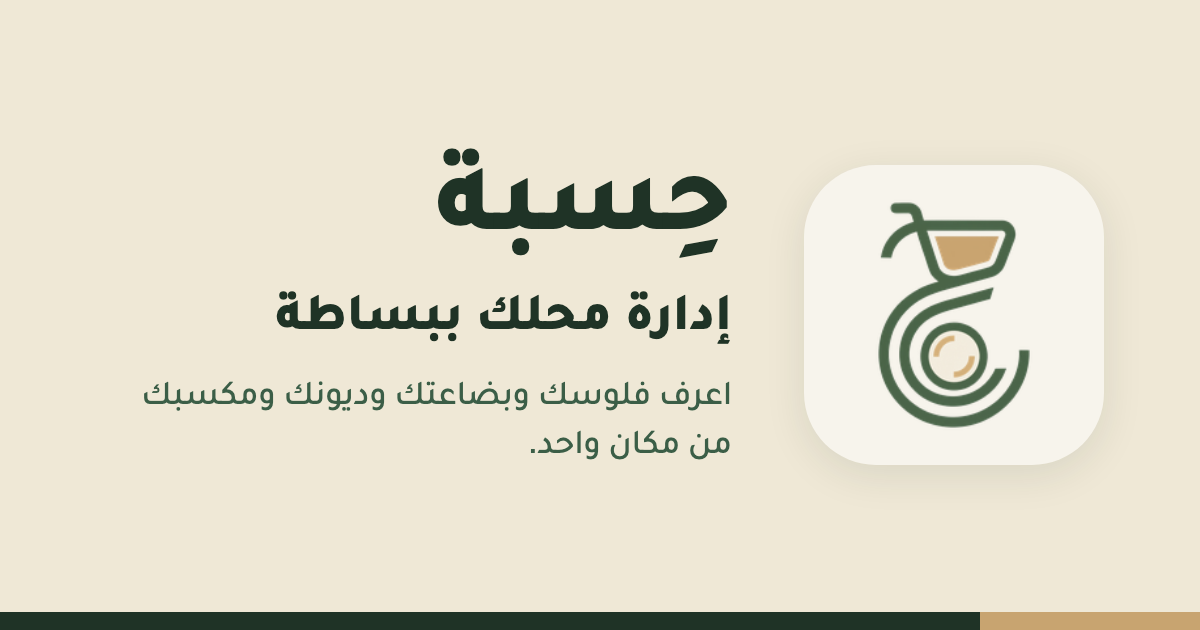 حِسبة
إدارة محلك ببساطة
اعرف فلوسك وبضاعتك وديونك ومكسبك
من مكان واحد.